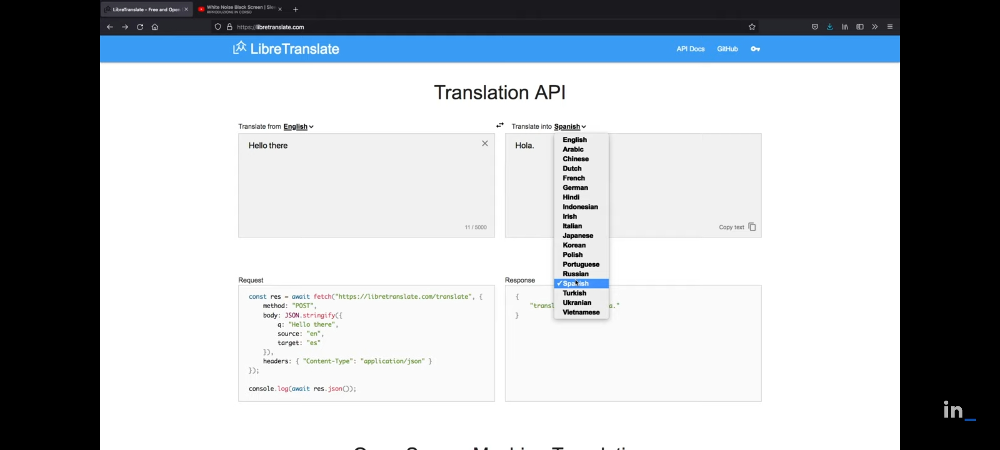 LibreTranslate - Free and Open
White Noise Black Screen | Sle
RIPRODUZIONE IN CORSO
https://libretranslate.com
LibreTranslate
API Docs
GitHub
Translation API
Translate from English
Translate into Spanish
Hello there
11 / 5000
Hola.
Copy text
English
Arabic
Chinese
Dutch
French
German
Hindi
Indonesian
Irish
Italian
Japanese
Korean
Polish
Portuguese
Russian
✓Spanish
Turkish
Ukranian
Vietnamese
Request
const res = await fetch("https://libretranslate.com/translate", {
method: "POST",
body: JSON.stringify({
q: "Hello there",
source: "en",
target: "es"
}),
headers: { "Content-Type": "application/json" }
});
console.log(await res.json());
Response
{
"transl
a."
}
in_